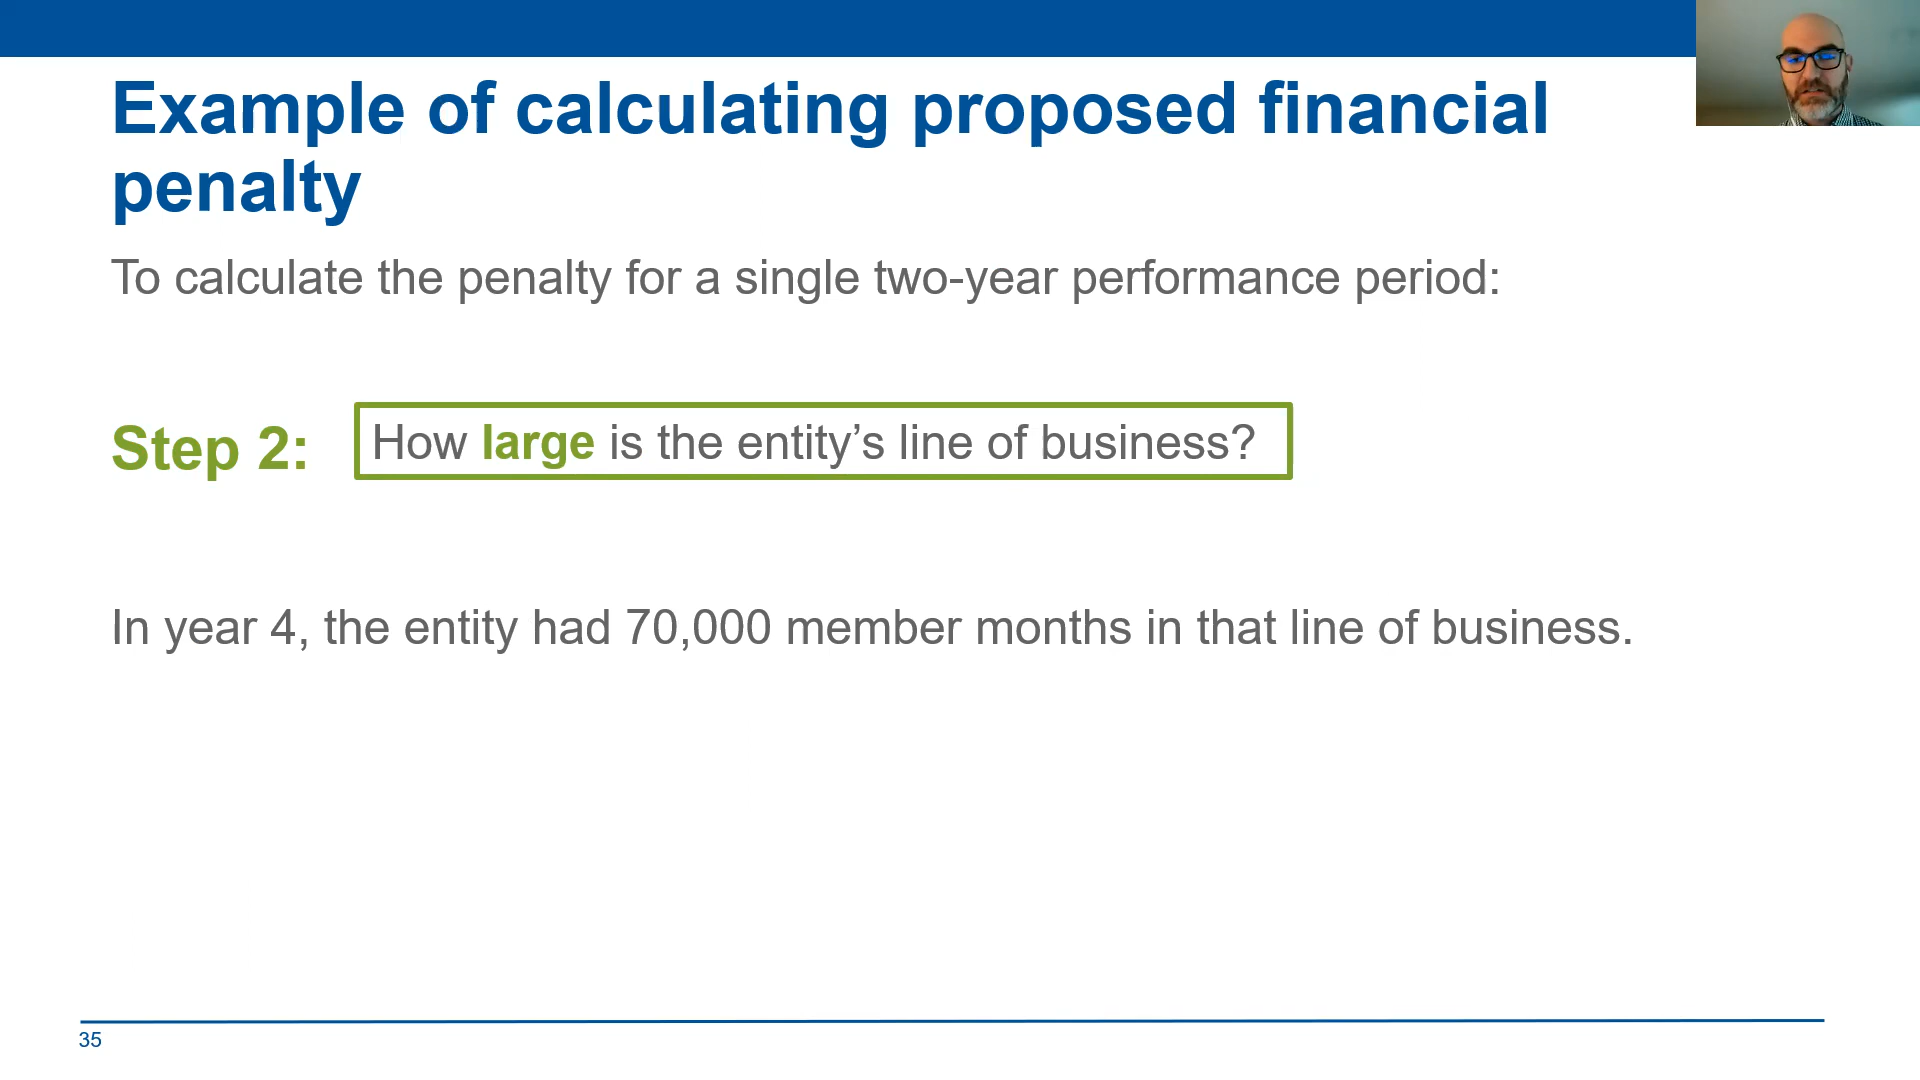 Example of calculating proposed financial
penalty
To calculate the penalty for a single two-year performance period:
Step 2: How large is the entity’s line of business?
In year 4, the entity had 70,000 member months in that line of business.
35